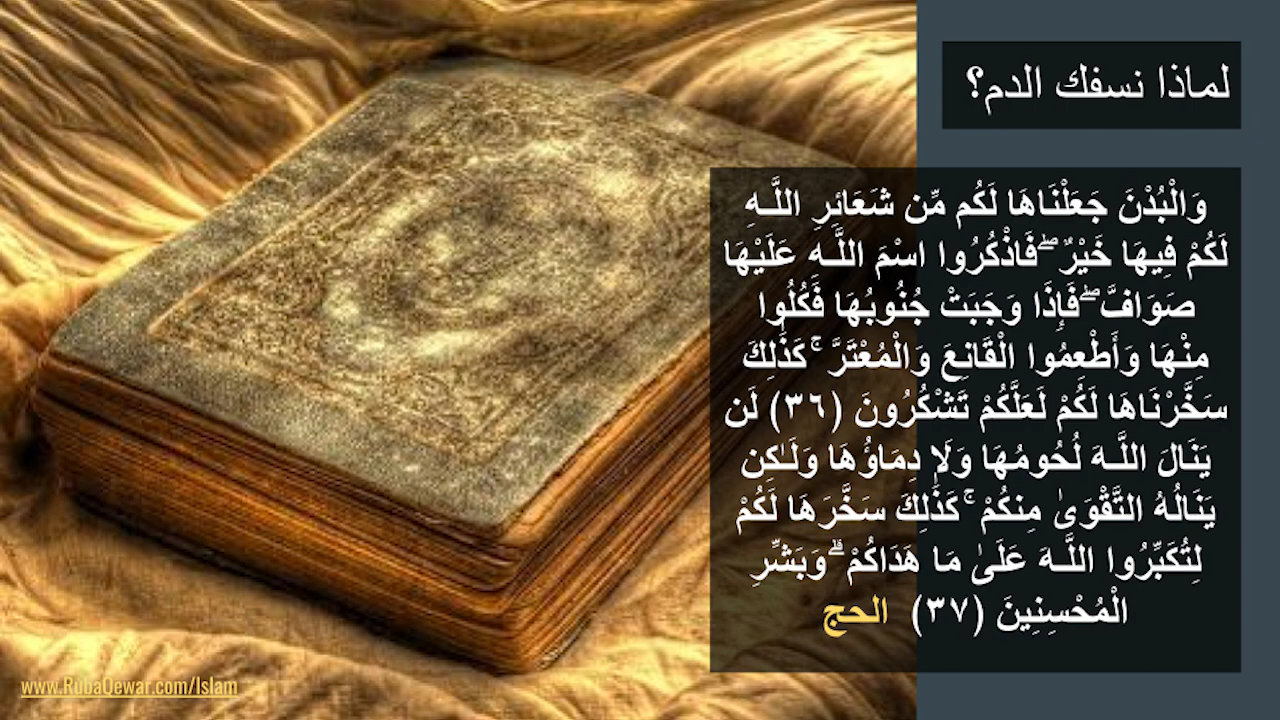 لماذا نسفك الدم؟
وَالْبُدْنَ جَعَلْنَاهَا لَكُم مِّن شَعَائِرِ اللَّـهِ
لَكُمْ فِيهَا خَيْرٌ ۖ فَاذْكُرُوا اسْمَ اللَّـهِ عَلَيْهَا
صَوَافَّ ۖ فَإِذَا وَجَبَتْ جُنُوبُهَا فَكُلُوا
مِنْهَا وَأَطْعِمُوا الْقَانِعَ وَالْمُعْتَرَّ ۚ كَذَٰلِكَ
سَخَّرْنَاهَا لَكُمْ لَعَلَّكُمْ تَشْكُرُونَ ﴿٣٦﴾ لَن
يَنَالَ اللَّـهَ لُحُومُهَا وَلَا دِمَاؤُهَا وَلَـٰكِن
يَنَالُهُ التَّقْوَىٰ مِنكُمْ ۚ كَذَٰلِكَ سَخَّرَهَا لَكُمْ
لِتُكَبِّرُوا اللَّـهَ عَلَىٰ مَا هَدَاكُمْ ۗ وَبَشِّرِ
الْمُحْسِنِينَ ﴿٣٧﴾ الحج
www.RubaQewar.com/Islam